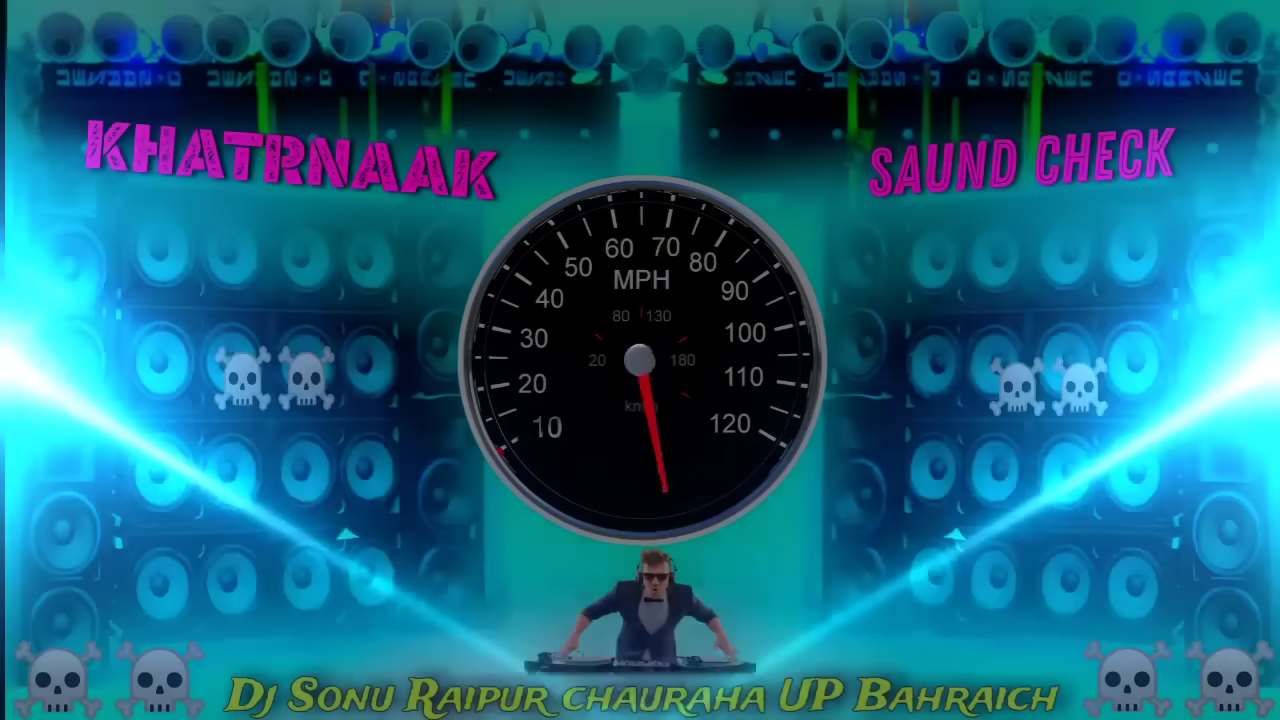 KHATRNAAK
SAUND CHECK
60 70
50 80
MPH
40 90
80 130
30 100
20 180
20 110
10 120
Dj Sonu Raipur chauraha UP Bahraich